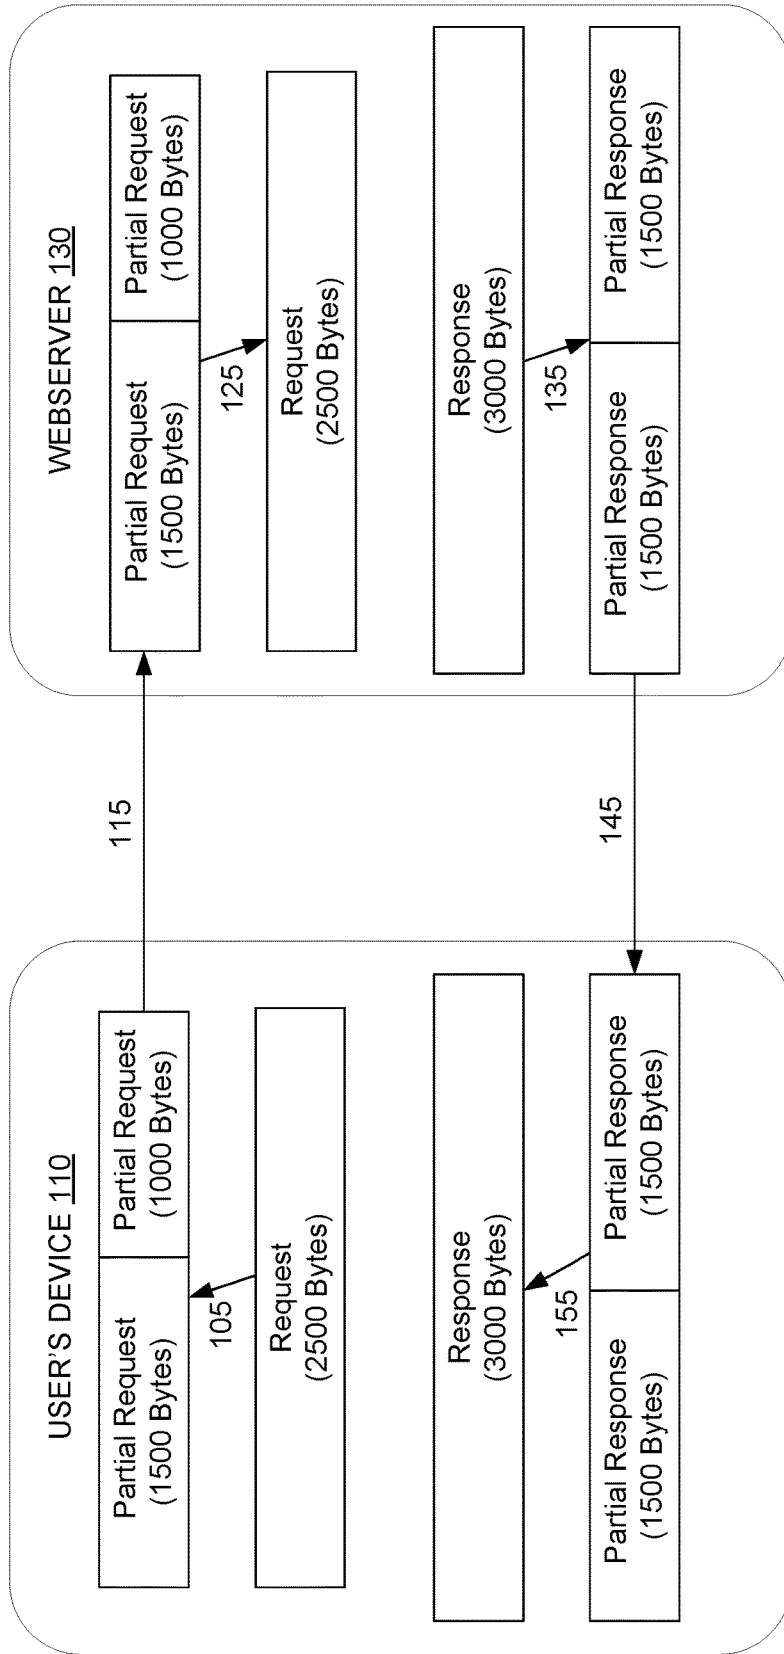 USER'S DEVICE 110
Partial Request
(1500 Bytes)
Partial Request
(1000 Bytes)
105
Request
(2500 Bytes)
Response
(3000 Bytes)
155
Partial Response
(1500 Bytes)
Partial Response
(1500 Bytes)
115
145
WEBSERVER 130
Partial Request
(1500 Bytes)
Partial Request
(1000 Bytes)
125
Request
(2500 Bytes)
Response
(3000 Bytes)
135
Partial Response
(1500 Bytes)
Partial Response
(1500 Bytes)